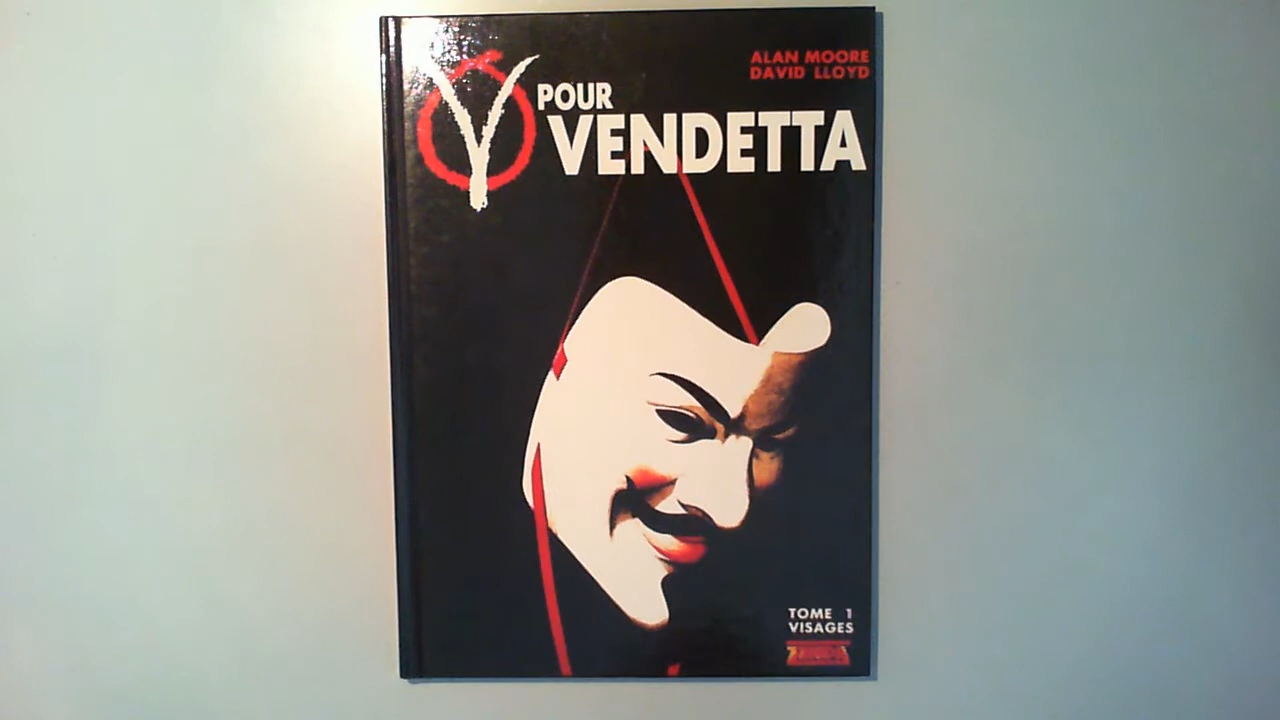 ALAN MOORE
DAVID LLOYD
V POUR
VENDETTA
TOME 1
VISAGES